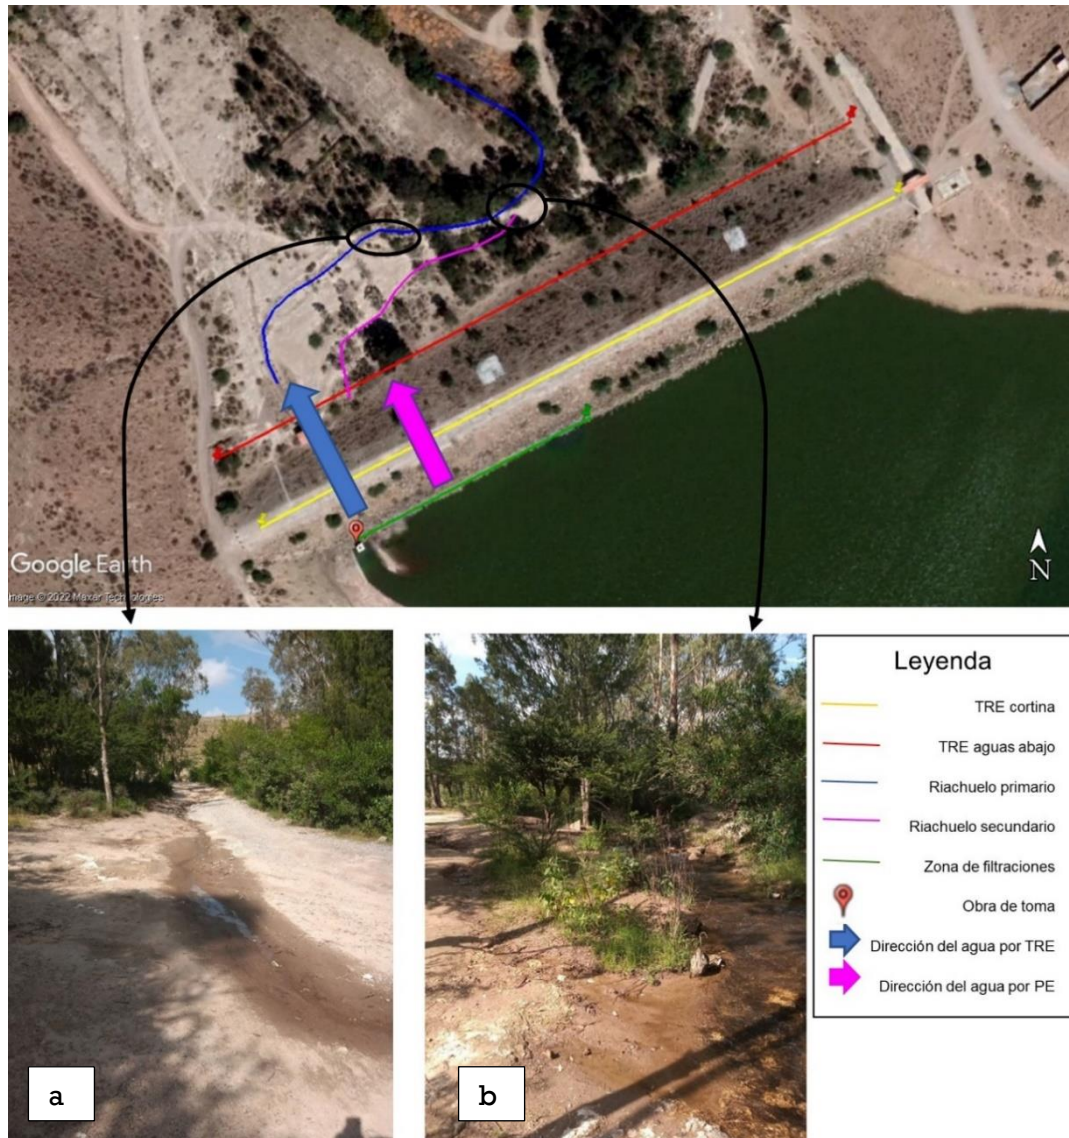 Google Earth
Image © 2022 Maxar Technologies
N
Leyenda
TRE cortina
TRE aguas abajo
Riachuelo primario
Riachuelo secundario
Zona de filtraciones
Obra de toma
Dirección del agua por TRE
Dirección del agua por PE
a
b